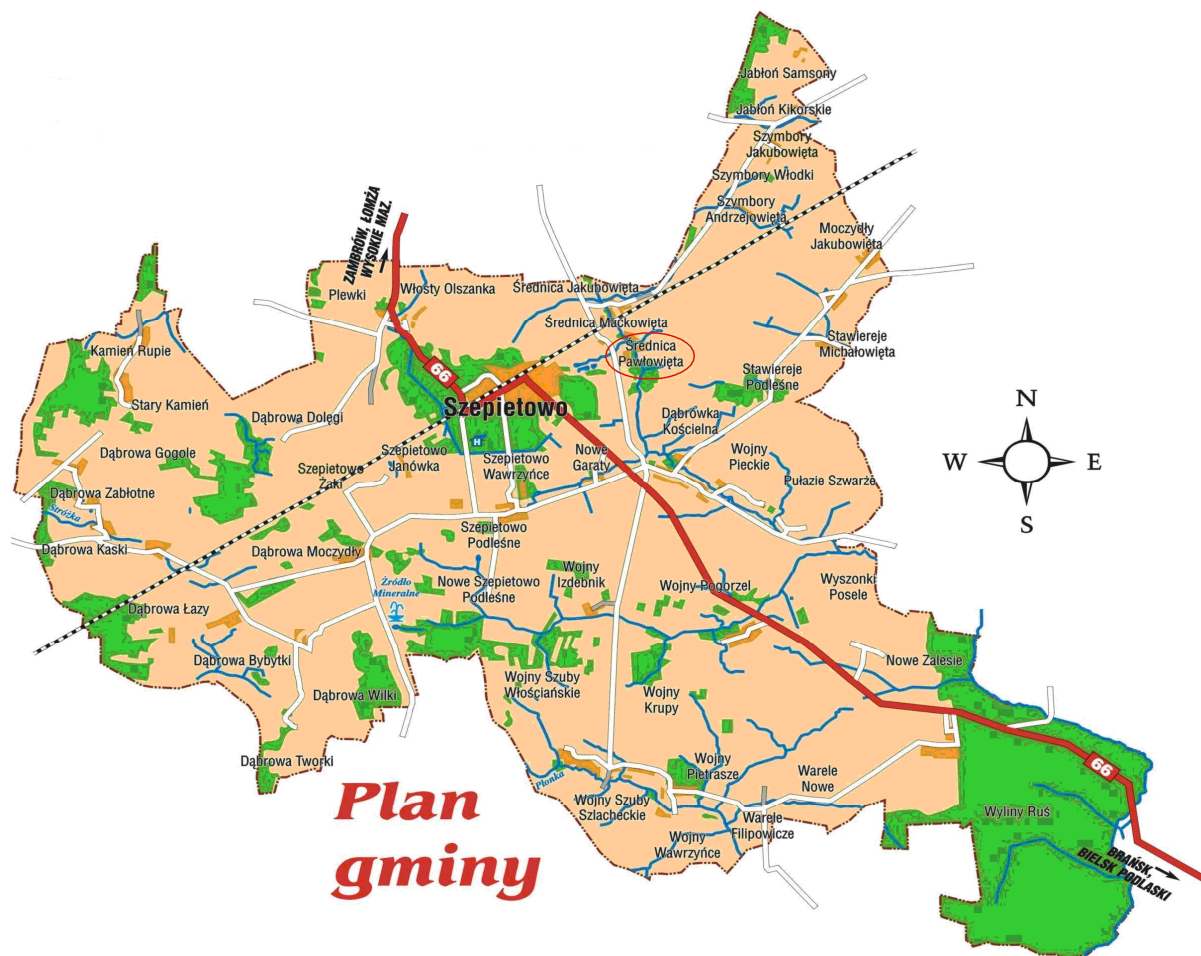 Jabłoń Samsony
Jabłoń Kikorskie
Szymbory
Jakubowięta
Szymbory Włodki
Szymbory
Andrzejowięta
Moczydły
Jakubowięta
ZAMBRÓW, ŁOMŻA
WYSOKIE MAZ.
Plewki
Włosty Olszanka
Średnica Jakubowięta
Średnica Maćkowięta
Średnica
Pawłowięta
Stawiereje
Michałowięta
Stawiereje
Podleśne
Kamień Rupie
66
Stary Kamień
Szepietowo
Dąbrowa Dolęgi
Dąbrówka
Kościelna
H
Dąbrowa Gogole
Szepietowo
Żaki
Szepietowo
Janówka
Szepietowo
Wawrzyńce
Nowe
Garaty
Wojny
Pieckie
Pułazie Szwarże
Dąbrowa Zabłotne
Stróżka
Dąbrowa Kaski
Dąbrowa Moczydły
Szepietowo
Podleśne
Źródło
Mineralne
Nowe Szepietowo
Podleśne
Wojny
Izdebnik
Wojny Pogorzel
Wyszonki
Posele
Dąbrowa Łazy
Dąbrowa Bybytki
Dąbrowa Wilki
Wojny Szuby
Włościańskie
Wojny
Krupy
Nowe Zalesie
Dąbrowa Tworki
Płonka
Wojny
Pietrasze
Warele
Nowe
66
Wojny Szuby
Szlacheckie
Warele
Filipowicze
Wyliny Ruś
Wojny
Wawrzyńce
BRAŃSK,
BIELSK PODLASKI
Plan
gminy
N
W
E
S